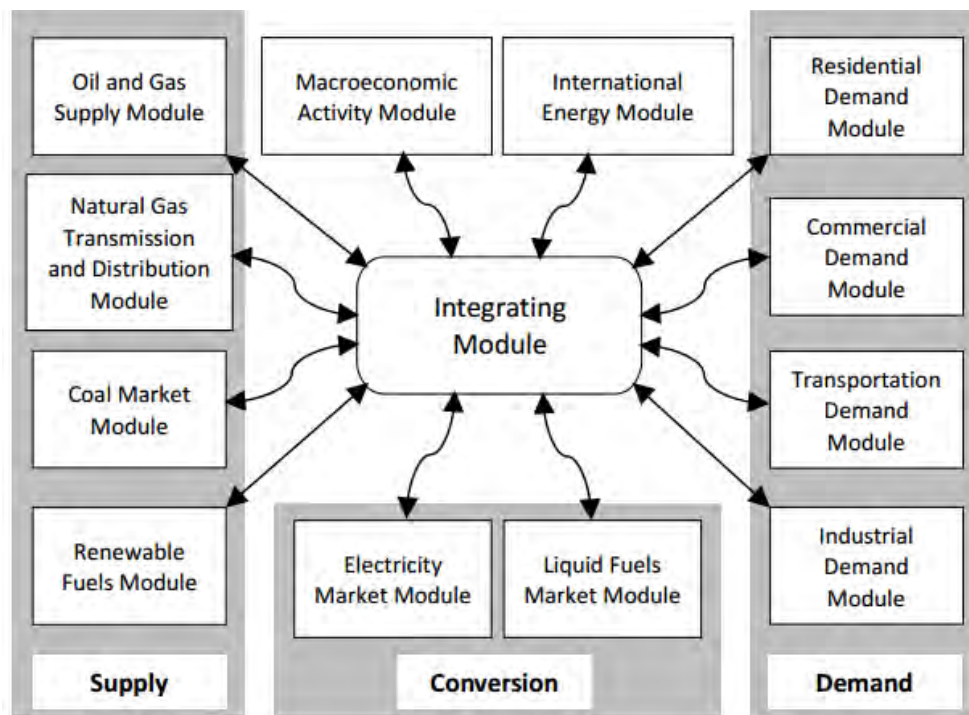 Oil and Gas
Supply Module
Macroeconomic
Activity Module
International
Energy Module
Residential
Demand
Module
Natural Gas
Transmission
and Distribution
Module
Commercial
Demand
Module
Integrating
Module
Coal Market
Module
Transportation
Demand
Module
Renewable
Fuels Module
Electricity
Market Module
Liquid Fuels
Market Module
Industrial
Demand
Module
Supply
Conversion
Demand